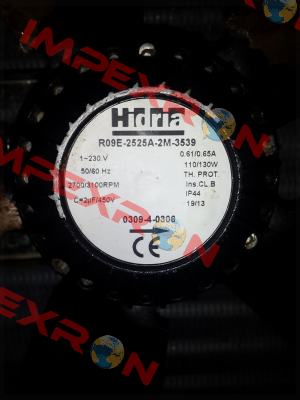 Hidria
R09E-2525A-2M-3539
1~230.V 0.61/0.65A
50/60 Hz 110/130W
2700/3100RPM TH. PROT.
C=2µF/450V Ins.CL.B
IP44
19/13
0309-4-0308
CE
IMPEXRON
IMPEXRON
IMPEXRON